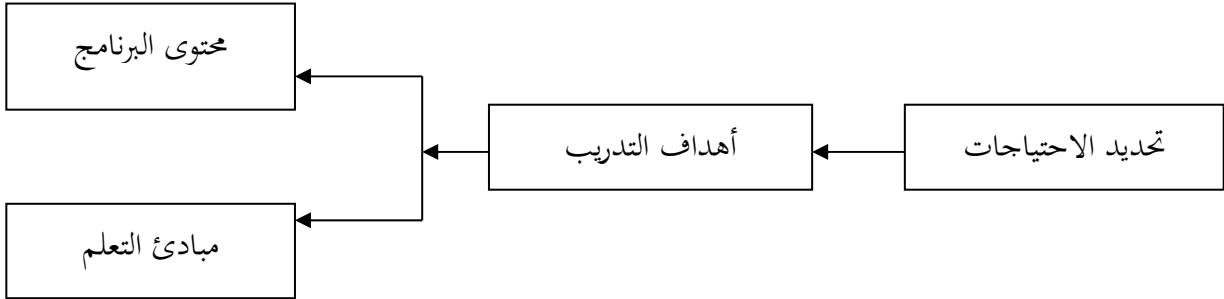 تحديد الاحتياجات
أهداف التدريب
محتوى البرنامج
مبادئ التعلم